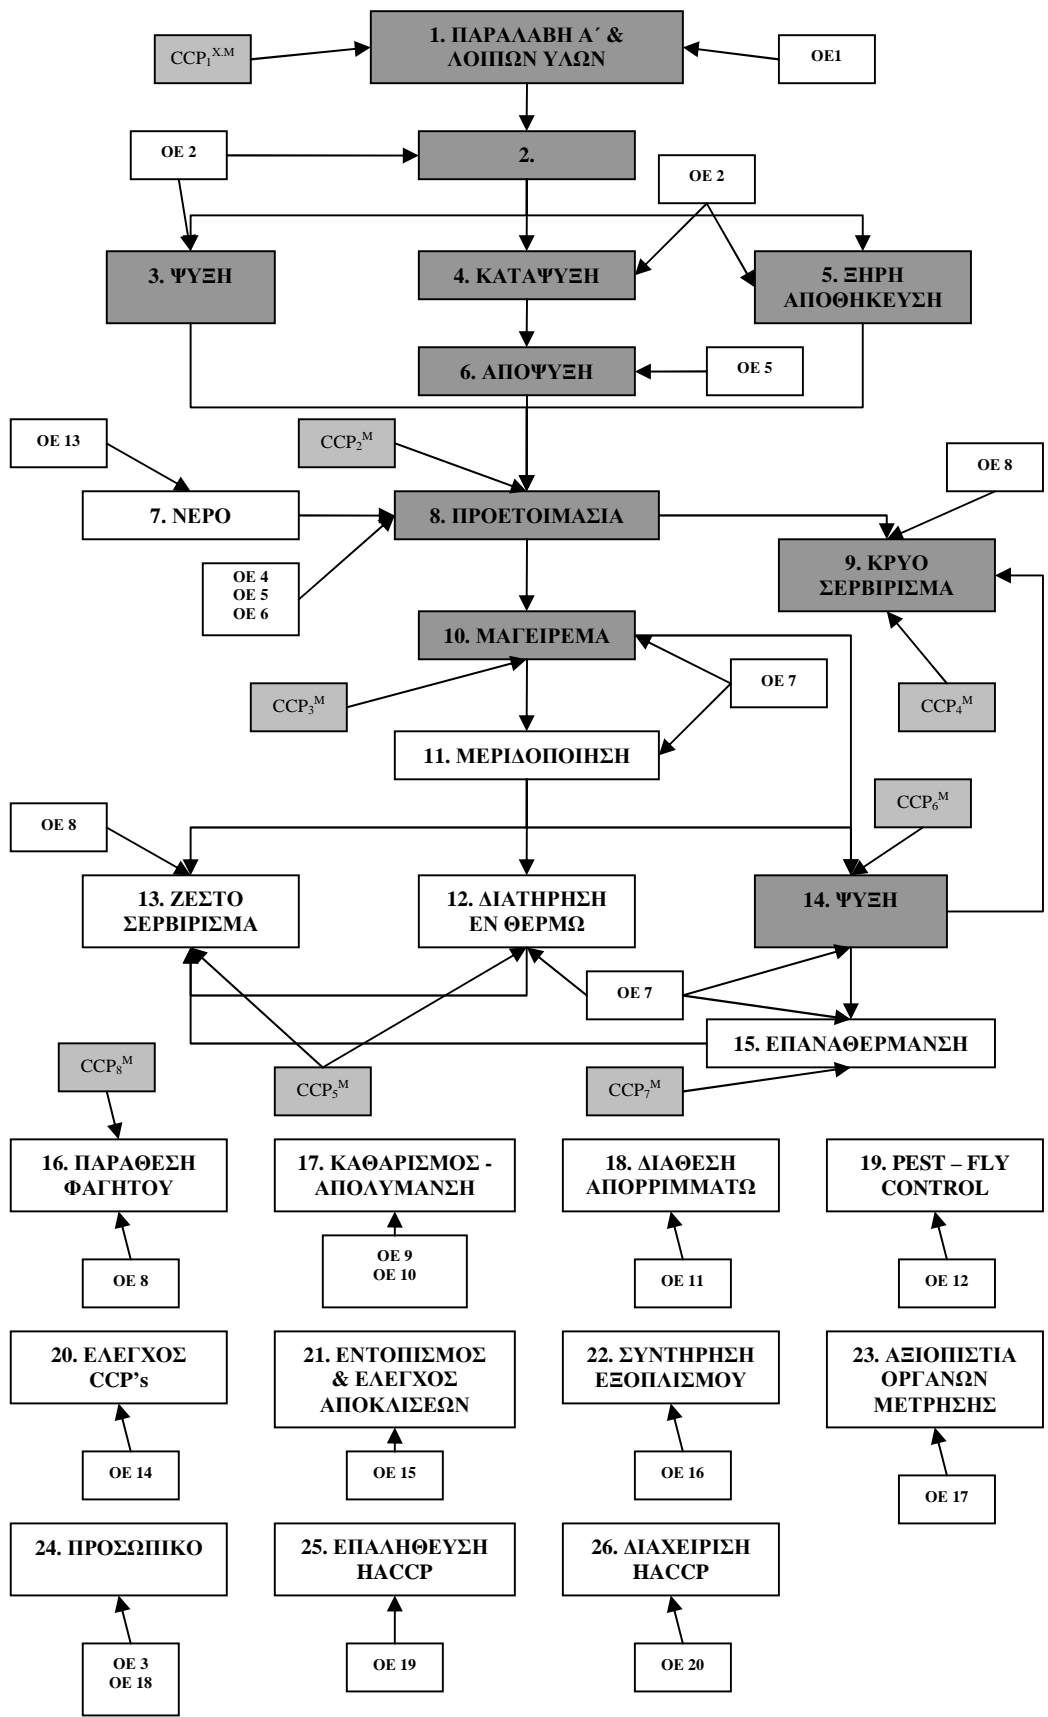 1. ΠΑΡΑΛΑΒΗ Α΄ &
ΛΟΙΠΩΝ ΥΛΩΝ
CCP₁ᵡ·ᴹ
ΟΕ1
ΟΕ 2
2.
ΟΕ 2
3. ΨΥΞΗ
4. ΚΑΤΑΨΥΞΗ
5. ΞΗΡΗ
ΑΠΟΘΗΚΕΥΣΗ
6. ΑΠΟΨΥΞΗ
ΟΕ 5
ΟΕ 13
CCP₂ᴹ
ΟΕ 8
7. ΝΕΡΟ
8. ΠΡΟΕΤΟΙΜΑΣΙΑ
9. ΚΡΥΟ
ΣΕΡΒΙΡΙΣΜΑ
ΟΕ 4
ΟΕ 5
ΟΕ 6
10. ΜΑΓΕΙΡΕΜΑ
ΟΕ 7
CCP₃ᴹ
CCP₄ᴹ
11. ΜΕΡΙΔΟΠΟΙΗΣΗ
CCP₆ᴹ
ΟΕ 8
13. ΖΕΣΤΟ
ΣΕΡΒΙΡΙΣΜΑ
12. ΔΙΑΤΗΡΗΣΗ
ΕΝ ΘΕΡΜΩ
14. ΨΥΞΗ
ΟΕ 7
15. ΕΠΑΝΑΘΕΡΜΑΝΣΗ
CCP₈ᴹ
CCP₅ᴹ
CCP₇ᴹ
16. ΠΑΡΑΘΕΣΗ
ΦΑΓΗΤΟΥ
17. ΚΑΘΑΡΙΣΜΟΣ -
ΑΠΟΛΥΜΑΝΣΗ
18. ΔΙΑΘΕΣΗ
ΑΠΟΡΡΙΜΜΑΤΩ
19. PEST – FLY
CONTROL
ΟΕ 8
ΟΕ 9
ΟΕ 10
ΟΕ 11
ΟΕ 12
20. ΕΛΕΓΧΟΣ
CCP’s
21. ΕΝΤΟΠΙΣΜΟΣ
& ΕΛΕΓΧΟΣ
ΑΠΟΚΛΙΣΕΩΝ
22. ΣΥΝΤΗΡΗΣΗ
ΕΞΟΠΛΙΣΜΟΥ
23. ΑΞΙΟΠΙΣΤΙΑ
ΟΡΓΑΝΩΝ
ΜΕΤΡΗΣΗΣ
ΟΕ 14
ΟΕ 15
ΟΕ 16
ΟΕ 17
24. ΠΡΟΣΩΠΙΚΟ
25. ΕΠΑΛΗΘΕΥΣΗ
HACCP
26. ΔΙΑΧΕΙΡΙΣΗ
HACCP
ΟΕ 3
ΟΕ 18
ΟΕ 19
ΟΕ 20